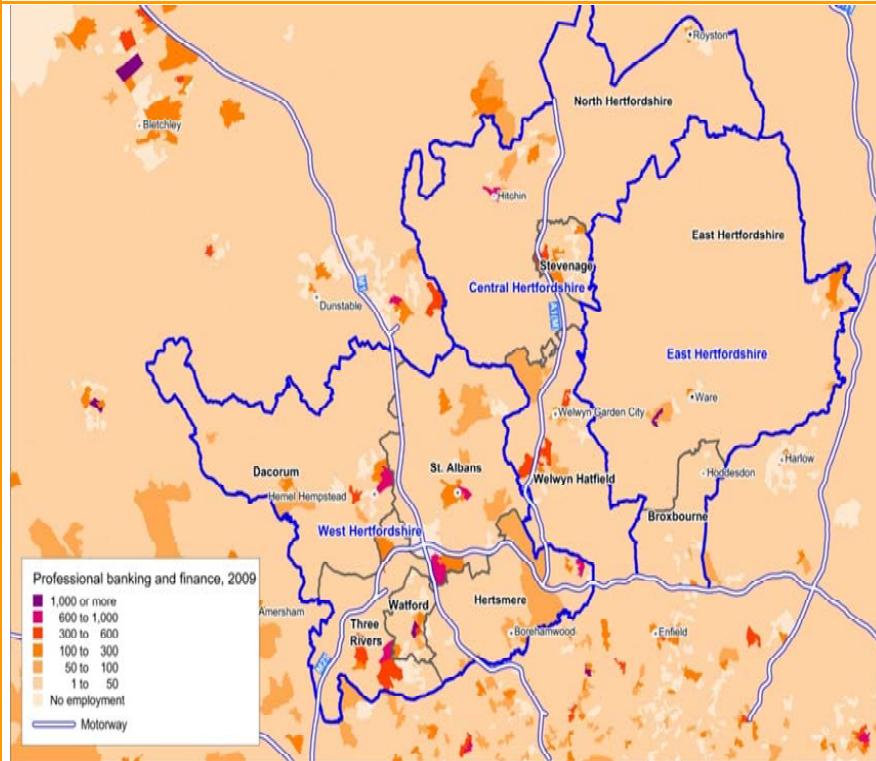 Royston
North Hertfordshire
Bletchley
Hitchin
East Hertfordshire
Stevenage
Central Hertfordshire
M1
Dunstable
A1(M)
East Hertfordshire
Ware
Welwyn Garden City
St. Albans
Dacorum
Harlow
Hoddesdon
Welwyn Hatfield
Hemel Hempstead
Broxbourne
West Hertfordshire
Professional banking and finance, 2009
1,000 or more
600 to 1,000
300 to 600
100 to 300
50 to 100
1 to 50
No employment
Motorway
Amersham
Watford
Hertsmere
Three
Rivers
Borehamwood
Enfield
M25